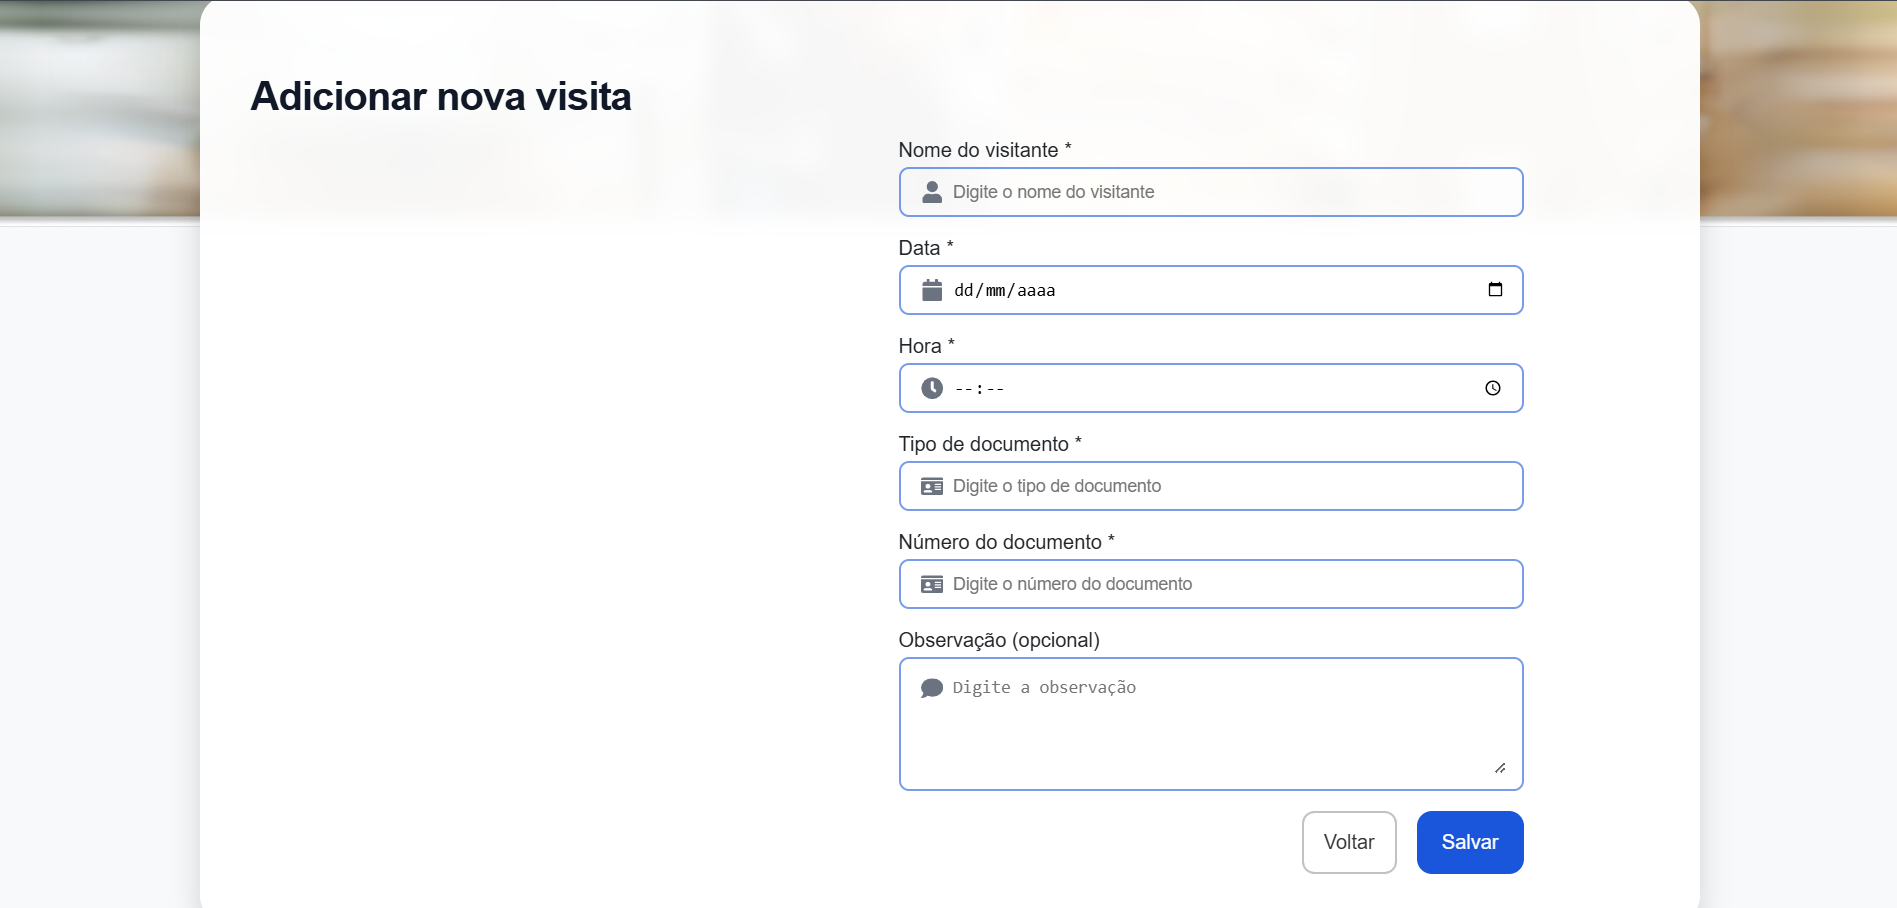 Adicionar nova visita
Nome do visitante *
Digite o nome do visitante
Data *
dd/mm/aaaa
Hora *
--:--
Tipo de documento *
Digite o tipo de documento
Número do documento *
Digite o número do documento
Observação (opcional)
Digite a observação
Voltar
Salvar